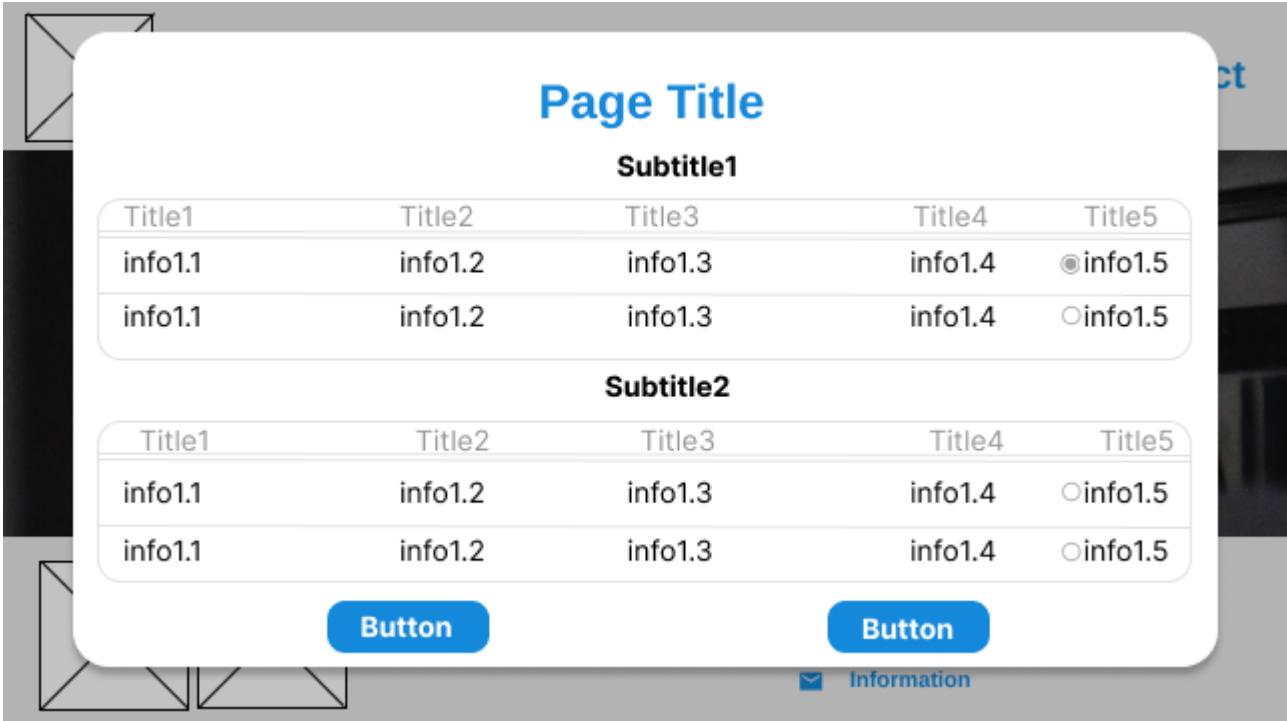 ct
Page Title
Subtitle1
Title1 Title2 Title3 Title4 Title5
info1.1 info1.2 info1.3 info1.4 info1.5
info1.1 info1.2 info1.3 info1.4 info1.5
Subtitle2
Title1 Title2 Title3 Title4 Title5
info1.1 info1.2 info1.3 info1.4 info1.5
info1.1 info1.2 info1.3 info1.4 info1.5
Button Button
Information